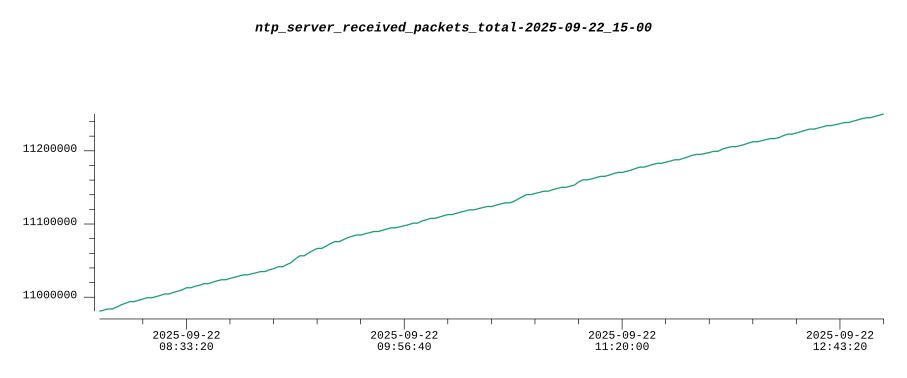 ntp_server_received_packets_total-2025-09-22_15-00
11200000
11100000
11000000
2025-09-22 2025-09-22 2025-09-22 2025-09-22
08:33:20 09:56:40 11:20:00 12:43:20